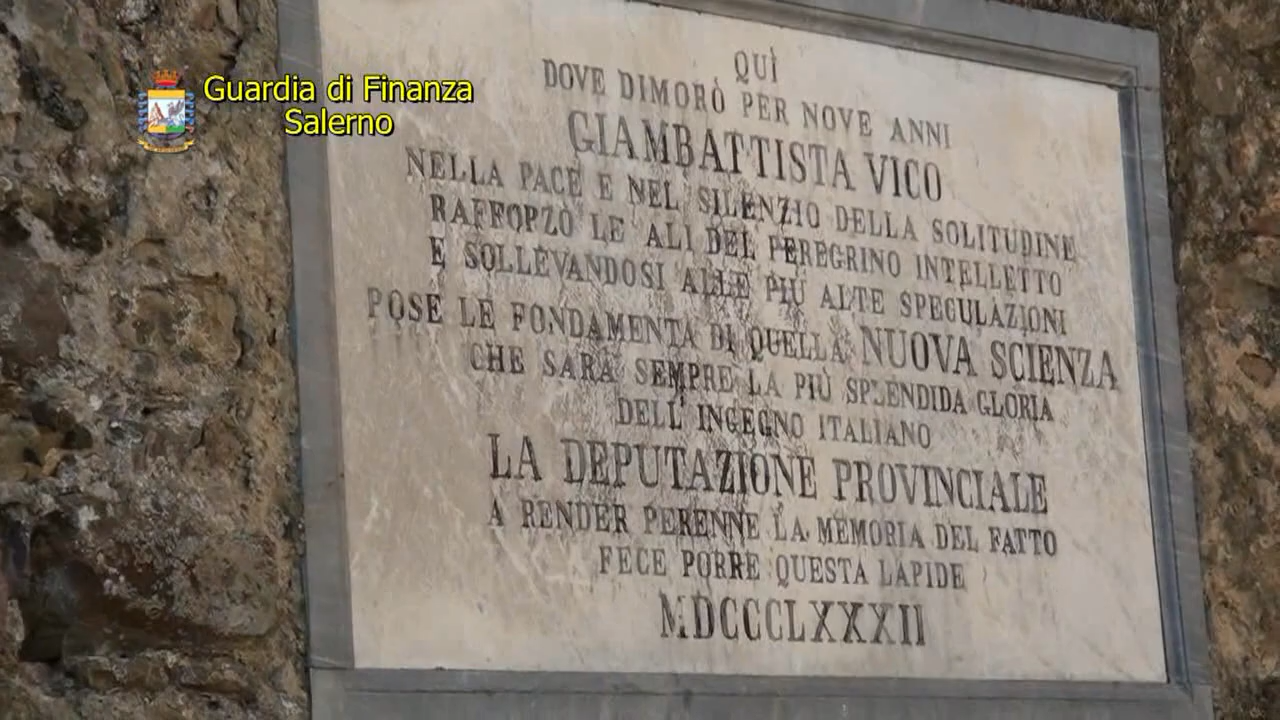 Guardia di Finanza
Salerno
QUÌ
DOVE DIMORÒ PER NOVE ANNI
GIAMBATTISTA VICO
NELLA PACE E NEL SILENZIO DELLA SOLITUDINE
RAFFORZÒ LE ALI DEL PEREGRINO INTELLETTO
E SOLLEVANDOSI ALLE PIÙ ALTE SPECULAZIONI
POSE LE FONDAMENTA DI QUELLA NUOVA SCIENZA
CHE SARÀ SEMPRE LA PIÙ SPLENDIDA GLORIA
DELL'INGEGNO ITALIANO
LA DEPUTAZIONE PROVINCIALE
A RENDER PERENNE LA MEMORIA DEL FATTO
FECE PORRE QUESTA LAPIDE
MDCCCLXXXII